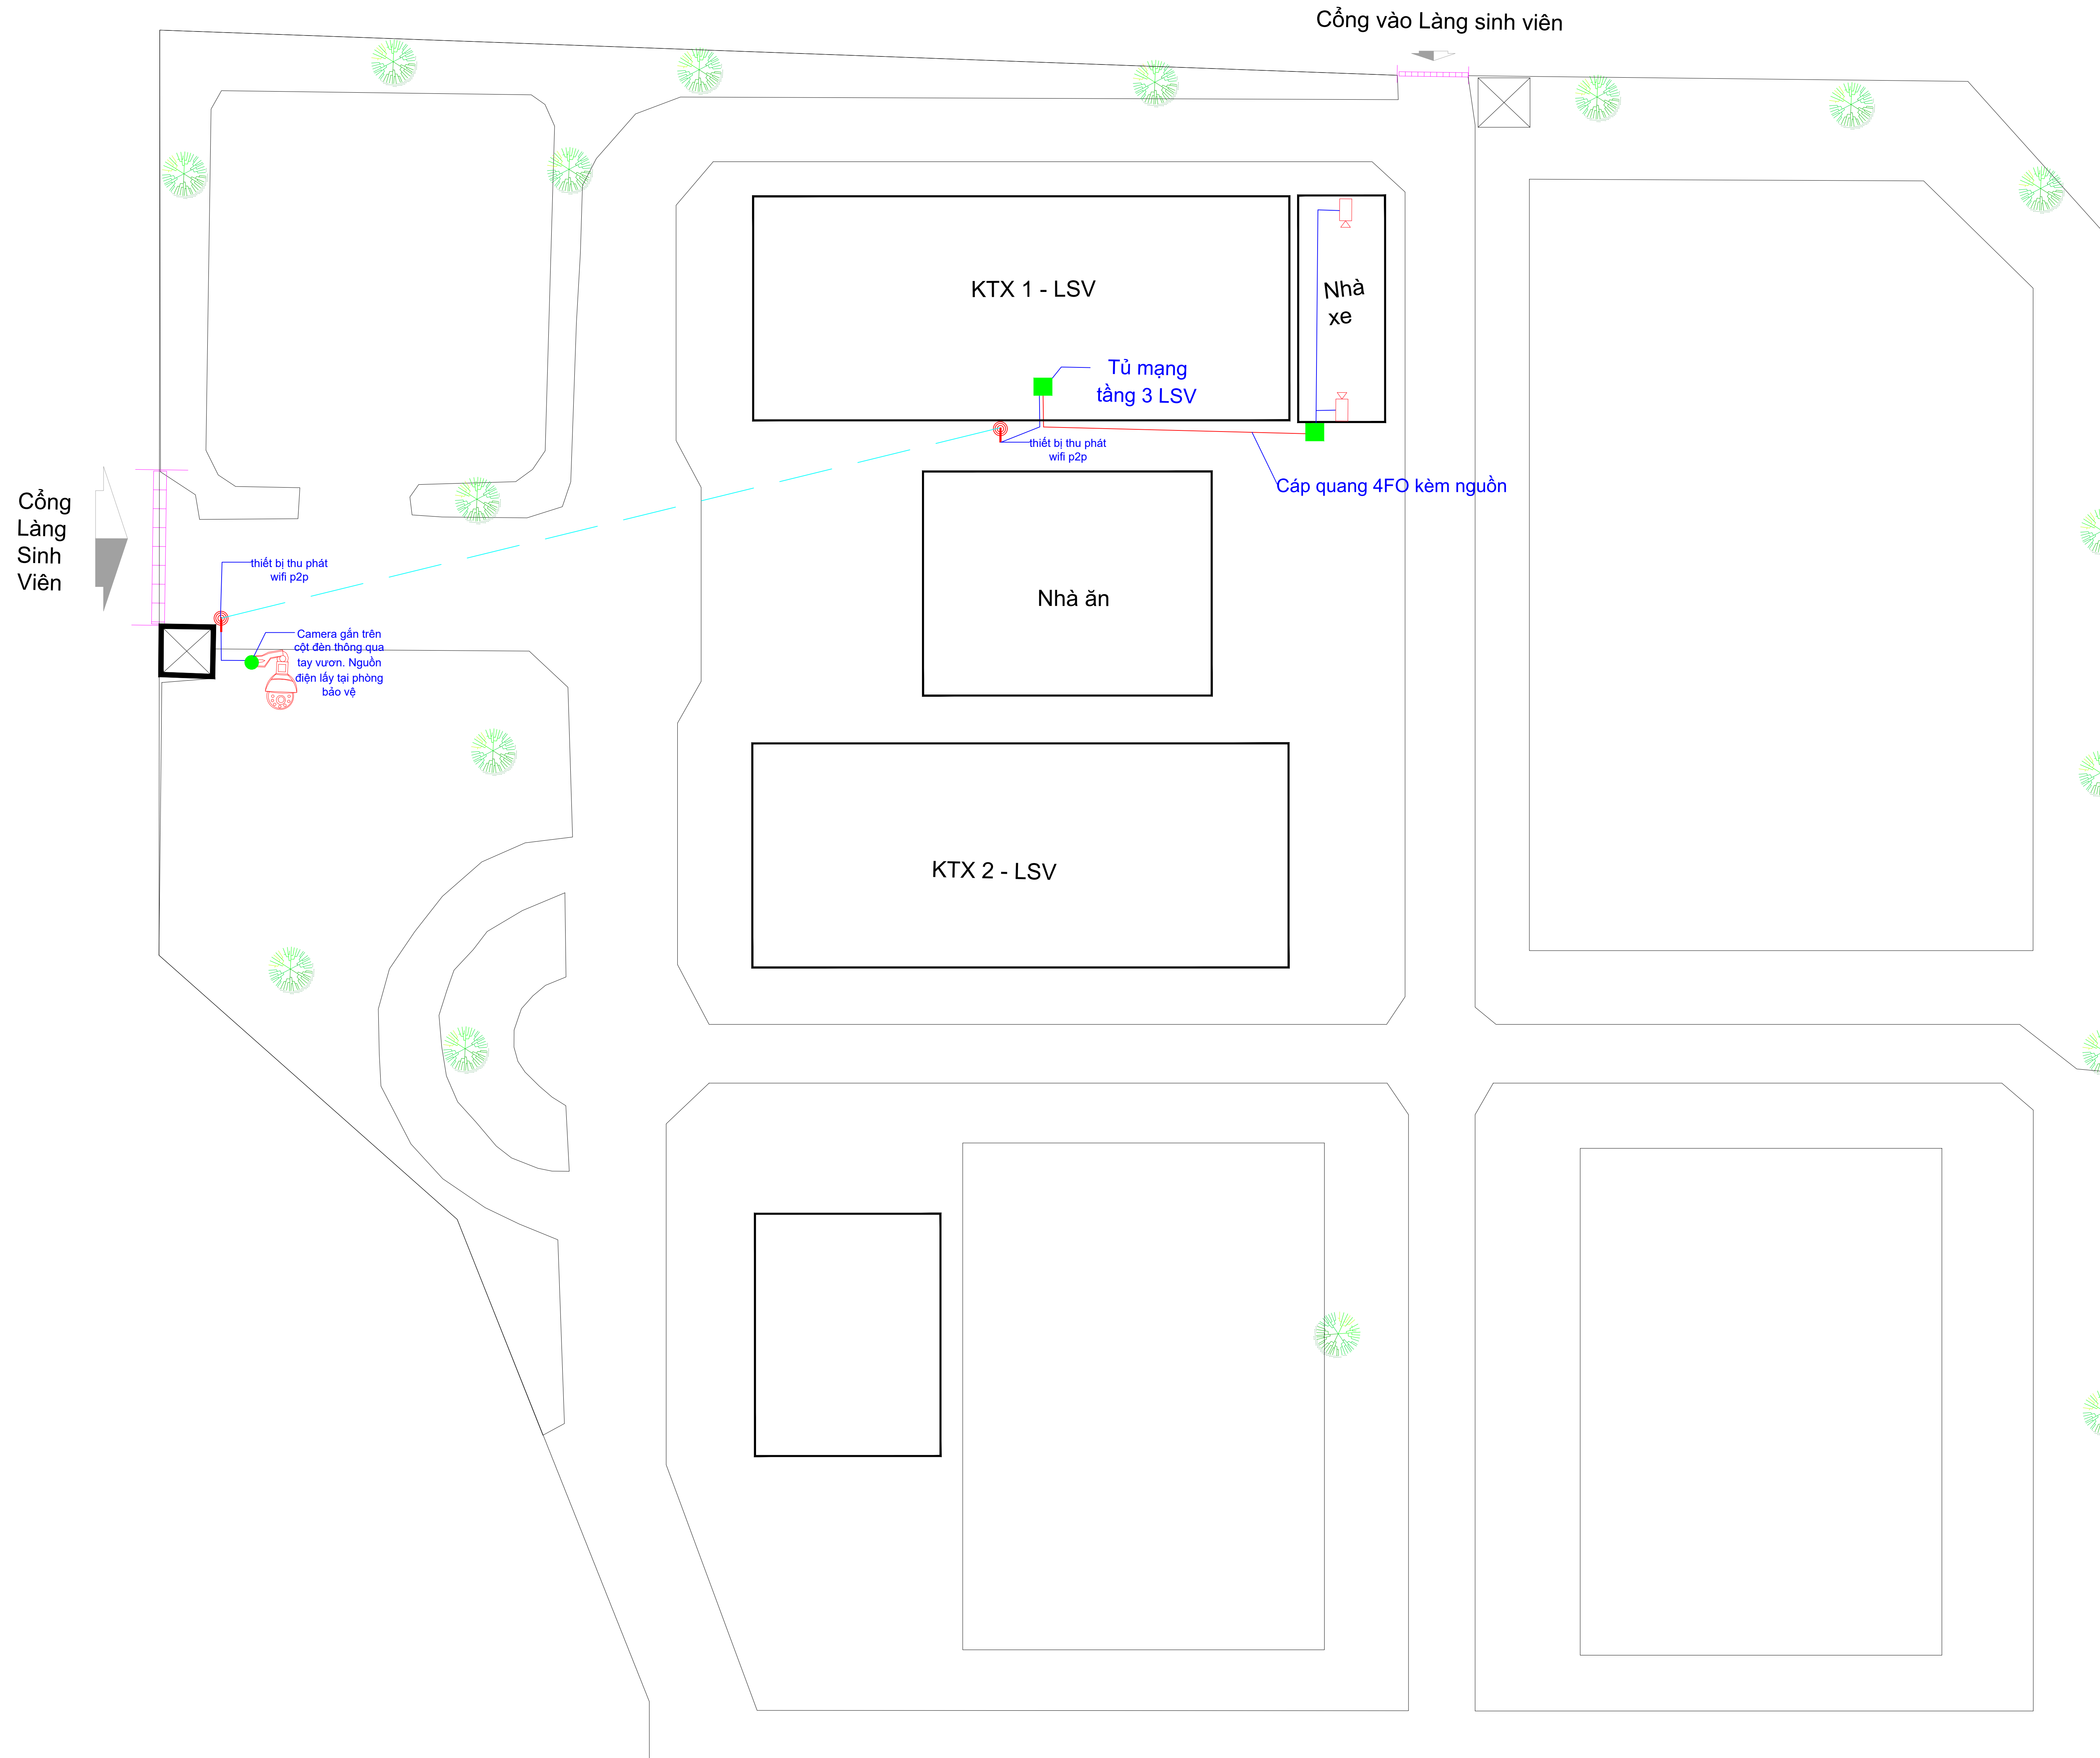 Cổng vào Làng sinh viên
KTX 1 - LSV
Nhà
xe
Tủ mạng
tầng 3 LSV
thiết bị thu phát
wifi p2p
Cáp quang 4FO kèm nguồn
Cổng
Làng
Sinh
Viên
thiết bị thu phát
wifi p2p
Camera gắn trên
cột đèn thông qua
tay vươn. Nguồn
điện lấy tại phòng
bảo vệ
Nhà ăn
KTX 2 - LSV